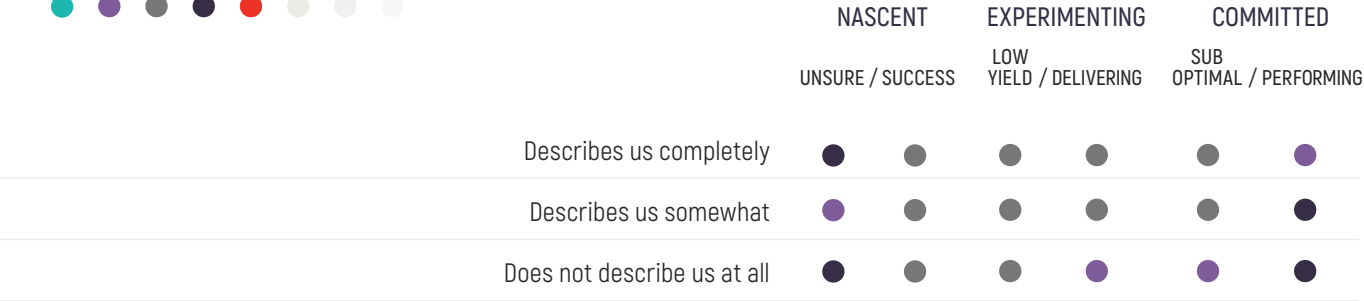 NASCENT EXPERIMENTING COMMITTED
UNSURE / SUCCESS LOW YIELD / DELIVERING SUB OPTIMAL / PERFORMING
Describes us completely
Describes us somewhat
Does not describe us at all